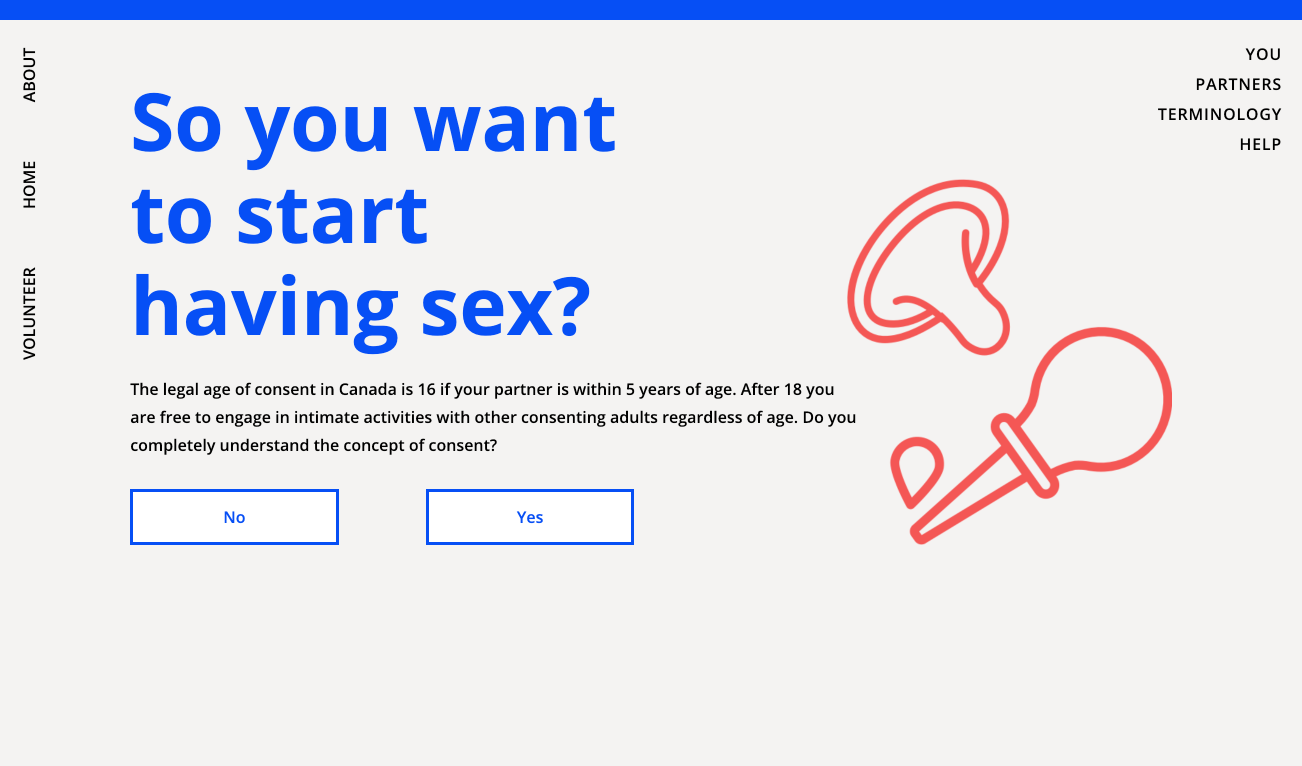 ABOUT
HOME
VOLUNTEER
YOU
PARTNERS
TERMINOLOGY
HELP
So you want
to start
having sex?
The legal age of consent in Canada is 16 if your partner is within 5 years of age. After 18 you
are free to engage in intimate activities with other consenting adults regardless of age. Do you
completely understand the concept of consent?
No
Yes